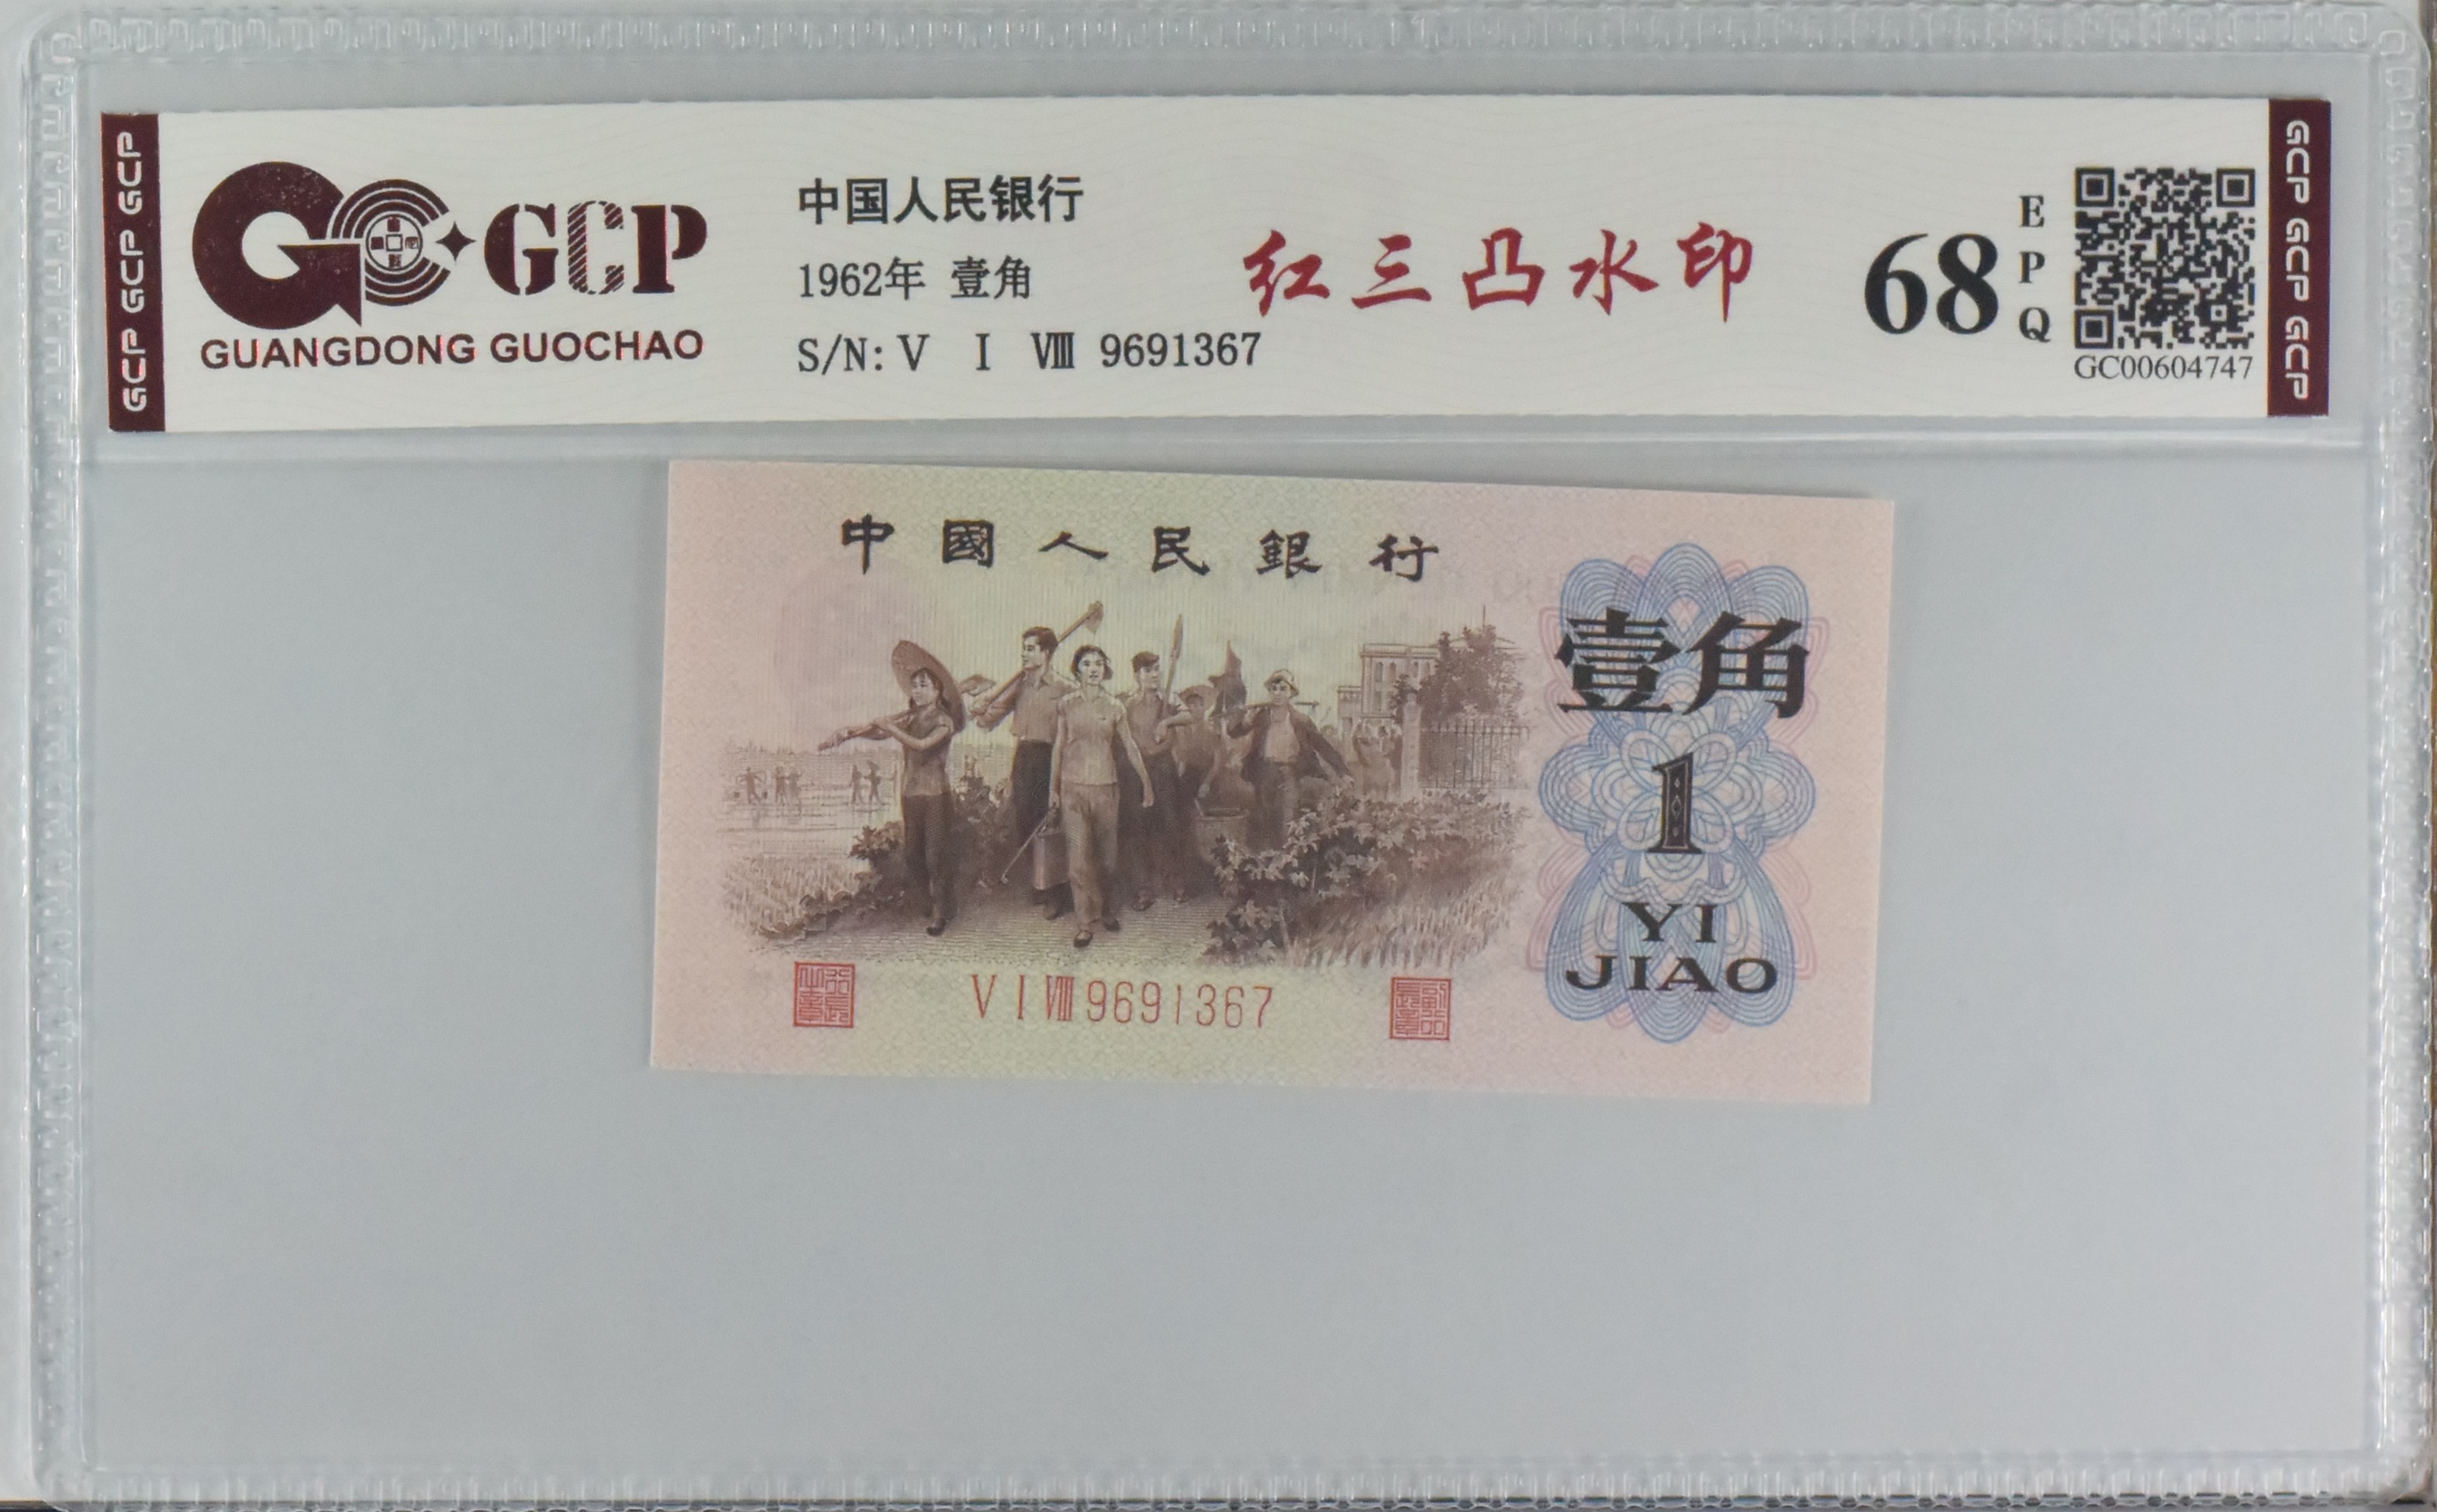 GCP GCP GCP
GCP
GUANGDONG GUOCHAO
中国人民银行
1962年 壹角
S/N: V I Ⅷ 9691367
红三凸水印
68
E
P
Q
GC00604747
GCP GCP GCP
中國人民銀行
壹角
1
YI
JIAO
V I Ⅷ 9691367